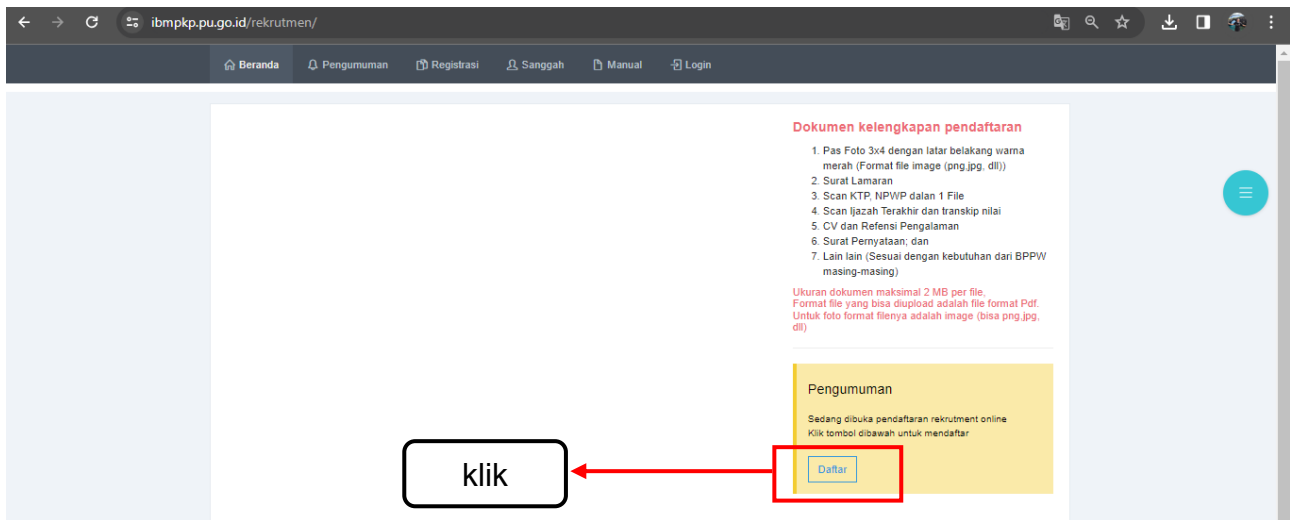 ibmpkp.pu.go.id/rekrutmen/
Beranda Pengumuman Registrasi Sanggah Manual Login
Dokumen kelengkapan pendaftaran
1. Pas Foto 3x4 dengan latar belakang warna
merah (Format file image (png,jpg, dll))
2. Surat Lamaran
3. Scan KTP, NPWP dalan 1 File
4. Scan Ijazah Terakhir dan transkip nilai
5. CV dan Refensi Pengalaman
6. Surat Pernyataan; dan
7. Lain lain (Sesuai dengan kebutuhan dari BPPW
masing-masing)
Ukuran dokumen maksimal 2 MB per file,
Format file yang bisa diupload adalah file format Pdf.
Untuk foto format filenya adalah image (bisa png,jpg,
dll)
Pengumuman
Sedang dibuka pendaftaran rekrutment online
Klik tombol dibawah untuk mendaftar
Daftar
klik